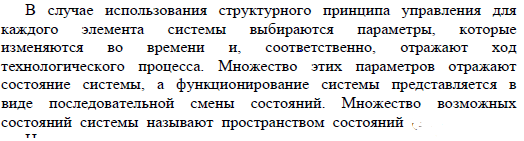 В случае использования структурного принципа управления для
каждого элемента системы выбираются параметры, которые
изменяются во времени и, соответственно, отражают ход
технологического процесса. Множество этих параметров отражают
состояние системы, а функционирование системы представляется в
виде последовательной смены состояний. Множество возможных
состояний системы называют пространством состояний